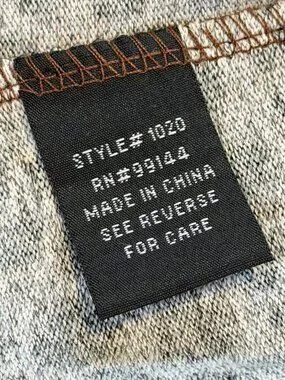 STYLE# 1020
RN#99144
MADE IN CHINA
SEE REVERSE
FOR CARE